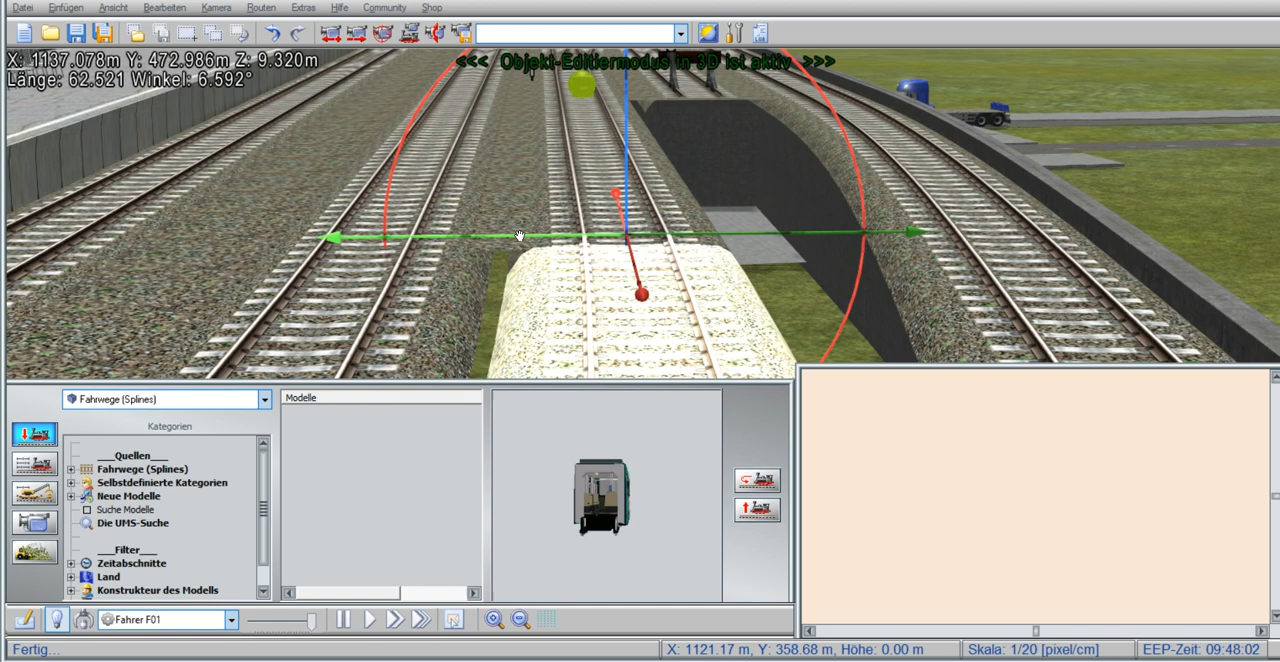 Datei Einfügen Ansicht Bearbeiten Kamera Routen Extras Hilfe Community Shop
X: 1137.078m Y: 472.986m Z: 9.320m
Länge: 62.521 Winkel: 6.592°
<<< Objekt-Editiermodus in 3D ist aktiv >>>
Fahrwege (Splines)
Kategorien
___Quellen___
Fahrwege (Splines)
Selbstdefinierte Kategorien
Neue Modelle
Suche Modelle
Die UMS-Suche
___Filter___
Zeitabschnitte
Land
Konstrukteur des Modells
Modelle
Fahrer F01
Fertig...
X: 1121.17 m, Y: 358.68 m, Höhe: 0.00 m
Skala: 1/20 [pixel/cm]
EEP-Zeit: 09:48:02